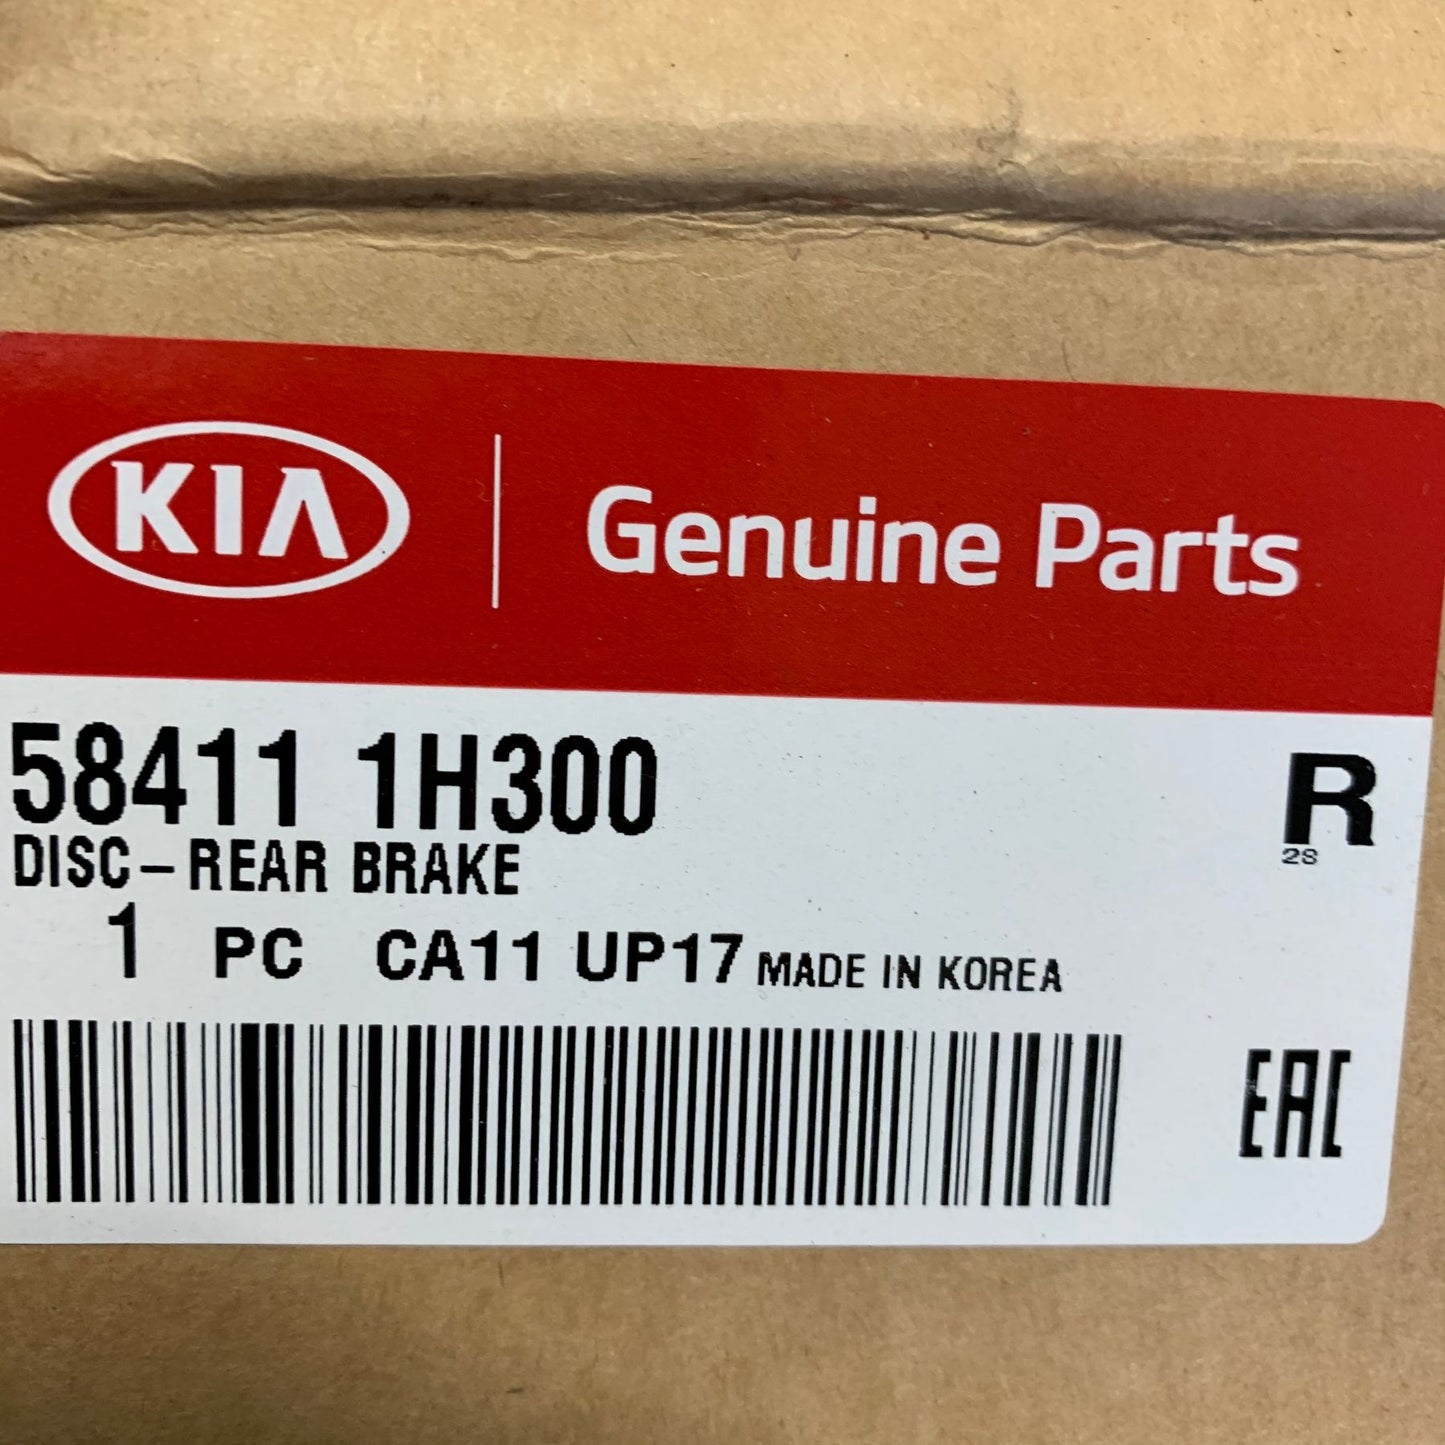 KIA Genuine Parts
58411 1H300 R
28
DISC-REAR BRAKE
1 PC CA11 UP17 MADE IN KOREA
EAC